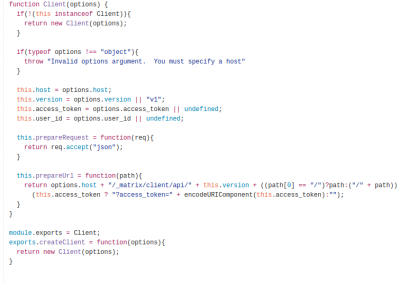 function Client(options) {
if(!(this instanceof Client)){
return new Client(options);
}
if(typeof options !== "object"){
throw "Invalid options argument.  You must specify a host"
}
this.host = options.host;
this.version = options.version || "v1";
this.access_token = options.access_token || undefined;
this.user_id = options.user_id || undefined;
this.prepareRequest = function(req){
return req.accept("json");
}
this.prepareUrl = function(path){
return options.host + "/_matrix/client/api/" + this.version + ((path[0] == "/")?path:("/" + path))
(this.access_token ? "?access_token=" + encodeURIComponent(this.access_token):"");
}
}
module.exports = Client;
exports.createClient = function(options){
return new Client(options);
}